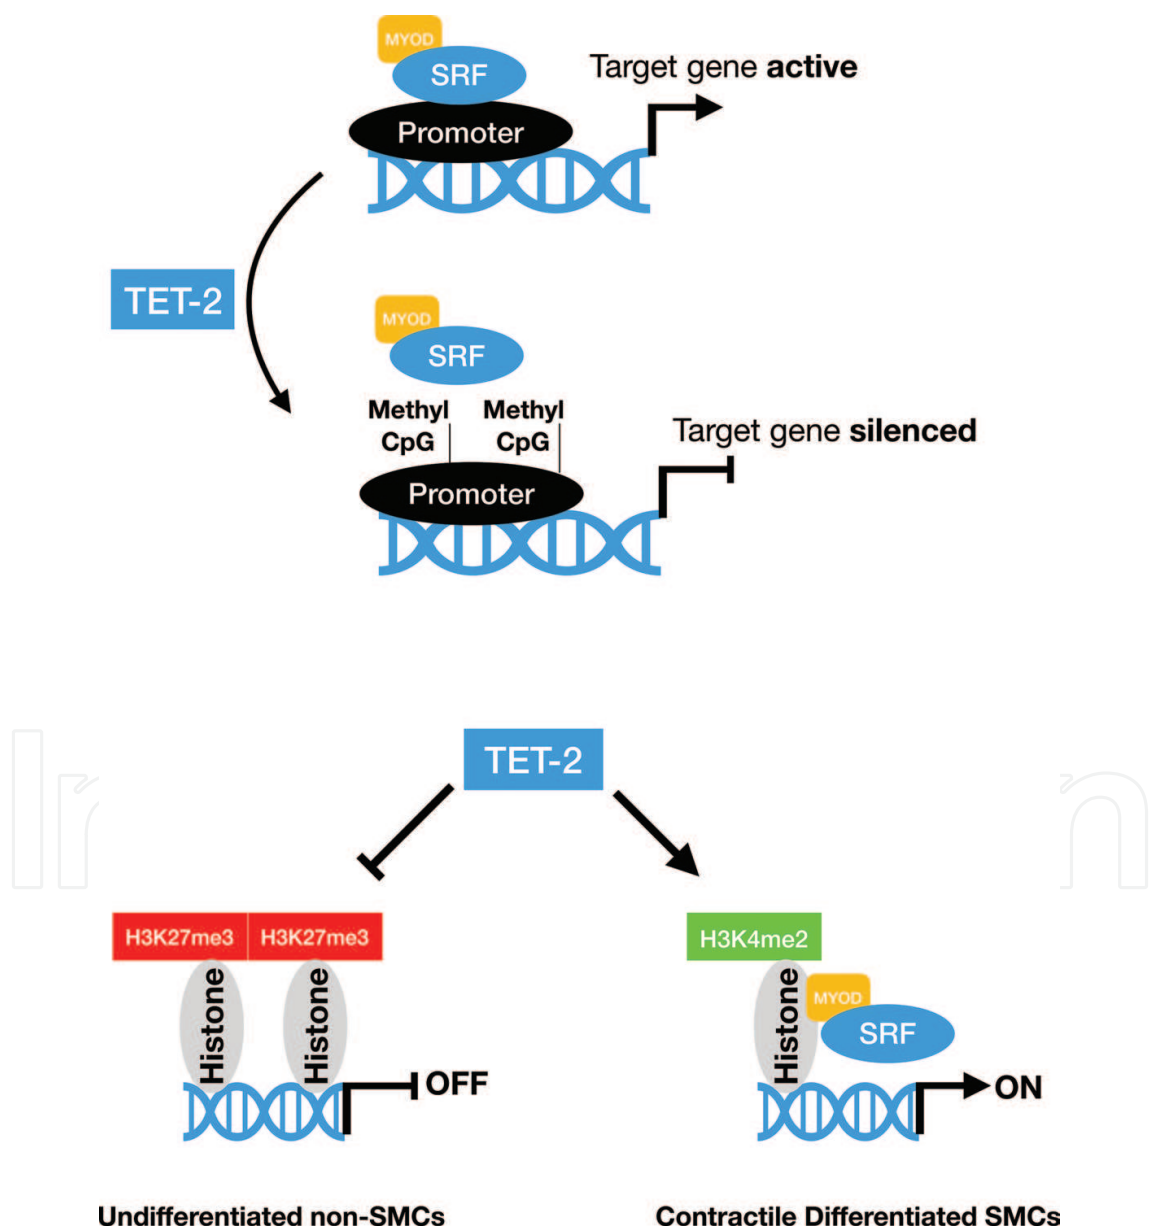 MYOD
SRF
Target gene active
Promoter
TET-2
MYOD
SRF
Methyl Methyl
CpG CpG
Target gene silenced
Promoter
TET-2
H3K27me3 H3K27me3
Histone Histone
OFF
H3K4me2
Histone
MYOD
SRF
ON
Undifferentiated non-SMCs
Contractile Differentiated SMCs